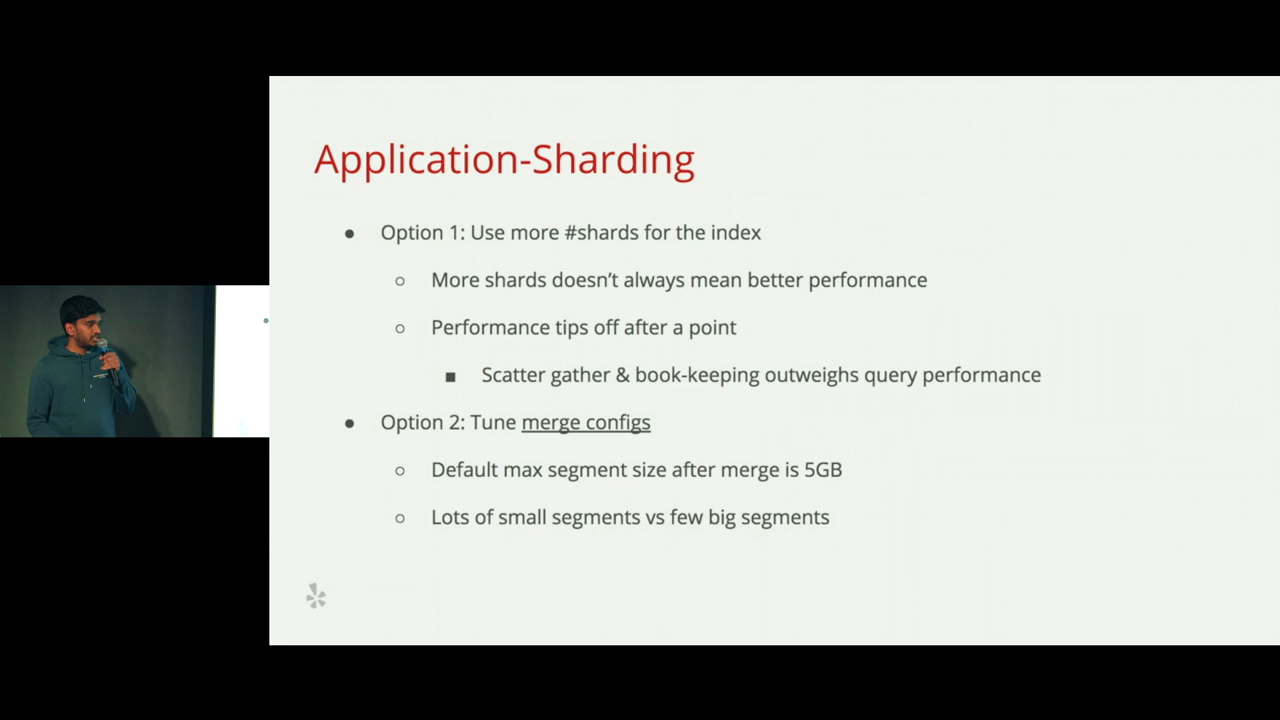 Application-Sharding
● Option 1: Use more #shards for the index
○ More shards doesn’t always mean better performance
○ Performance tips off after a point
■ Scatter gather & book-keeping outweighs query performance
● Option 2: Tune merge configs
○ Default max segment size after merge is 5GB
○ Lots of small segments vs few big segments